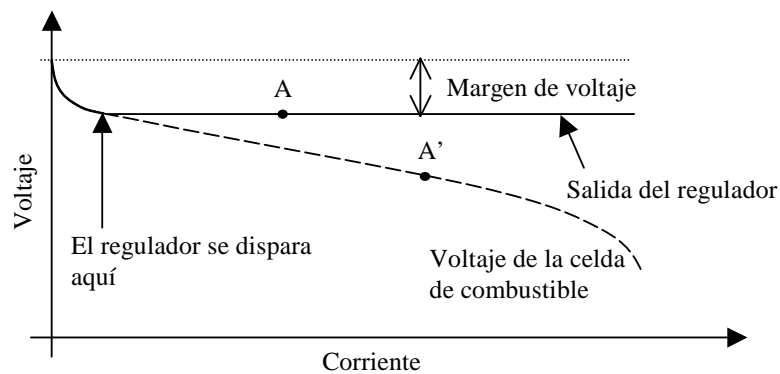 A
Margen de voltaje
A’
Salida del regulador
Voltaje
El regulador se dispara
aquí
Voltaje de la celda
de combustible
Corriente